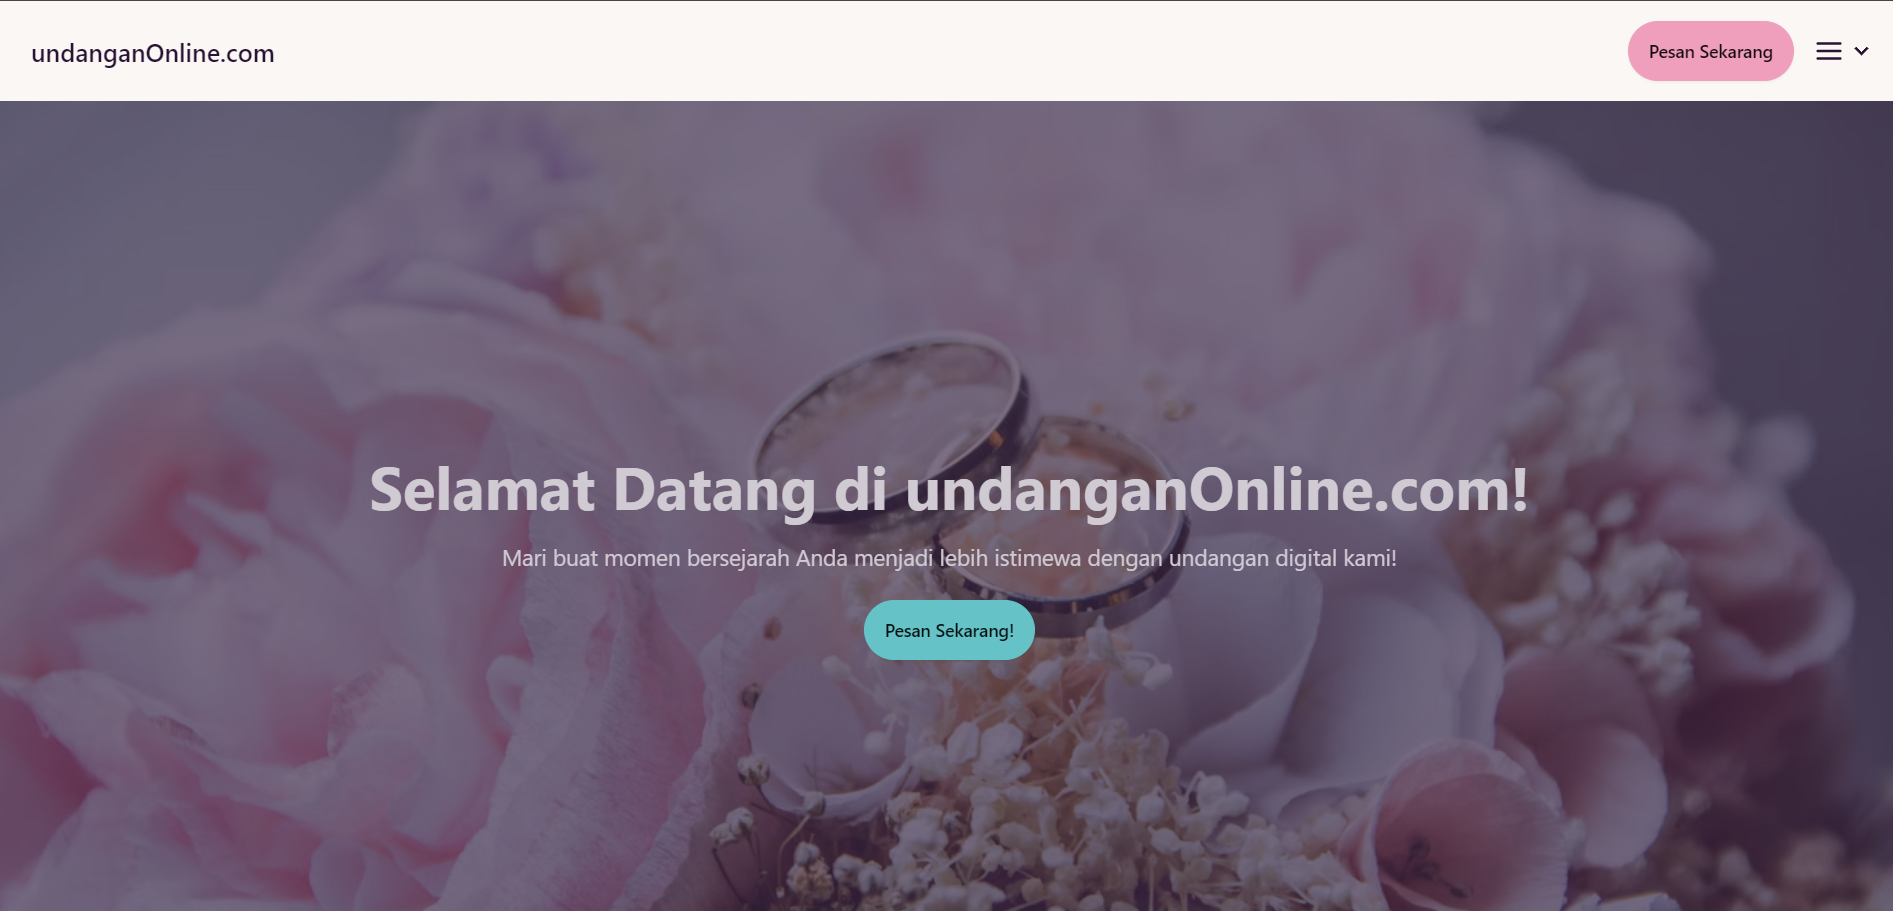 undanganOnline.com
Pesan Sekarang
Selamat Datang di undanganOnline.com!
Mari buat momen bersejarah Anda menjadi lebih istimewa dengan undangan digital kami!
Pesan Sekarang!